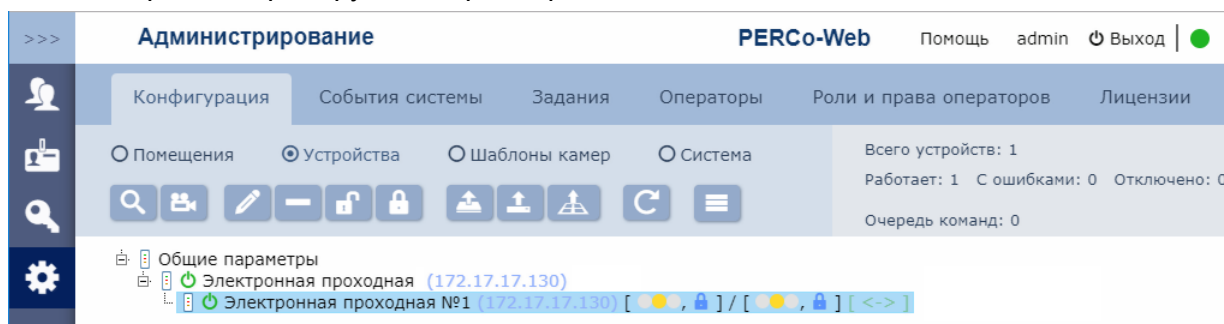 >>> Администрирование PERCo-Web Помощь admin Выход
Конфигурация События системы Задания Операторы Роли и права операторов Лицензии
Помещения Устройства Шаблоны камер Система
Всего устройств: 1
Работает: 1 С ошибками: 0 Отключено: 0
Очередь команд: 0
Общие параметры
Электронная проходная (172.17.17.130)
Электронная проходная №1 (172.17.17.130) [ , ] / [ , ] [ <-> ]